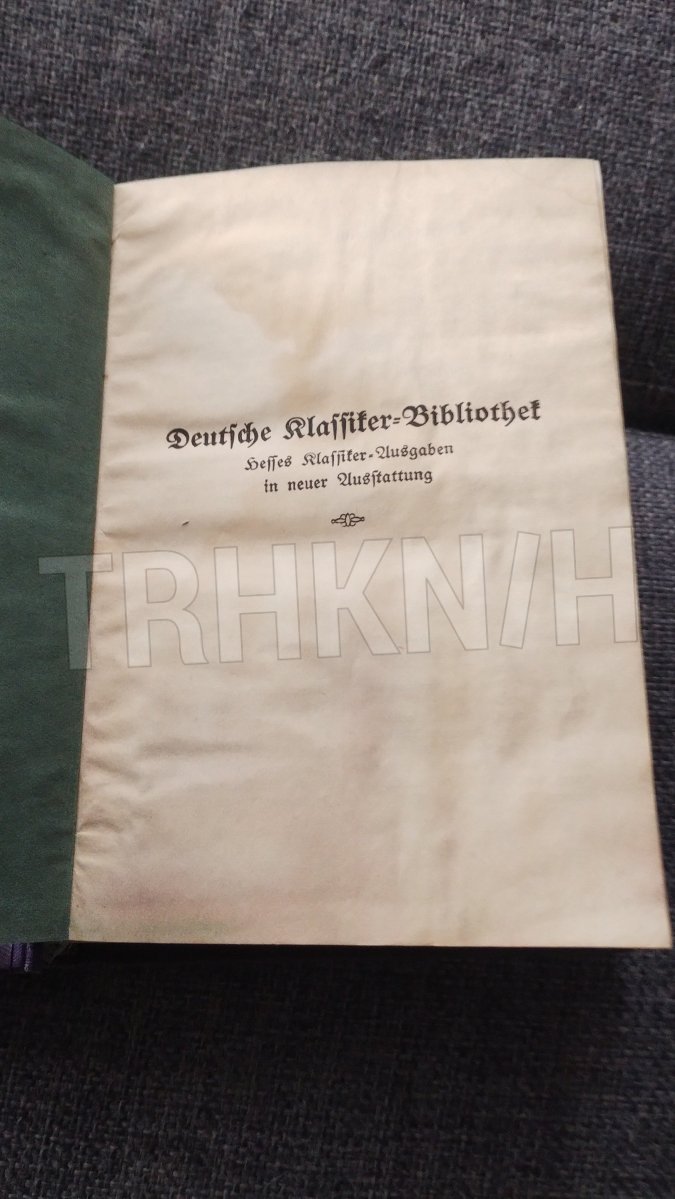 Deutsche Klassiker-Bibliothek
Hesses Klassiker-Ausgaben
in neuer Ausstattung
TRHKN/H